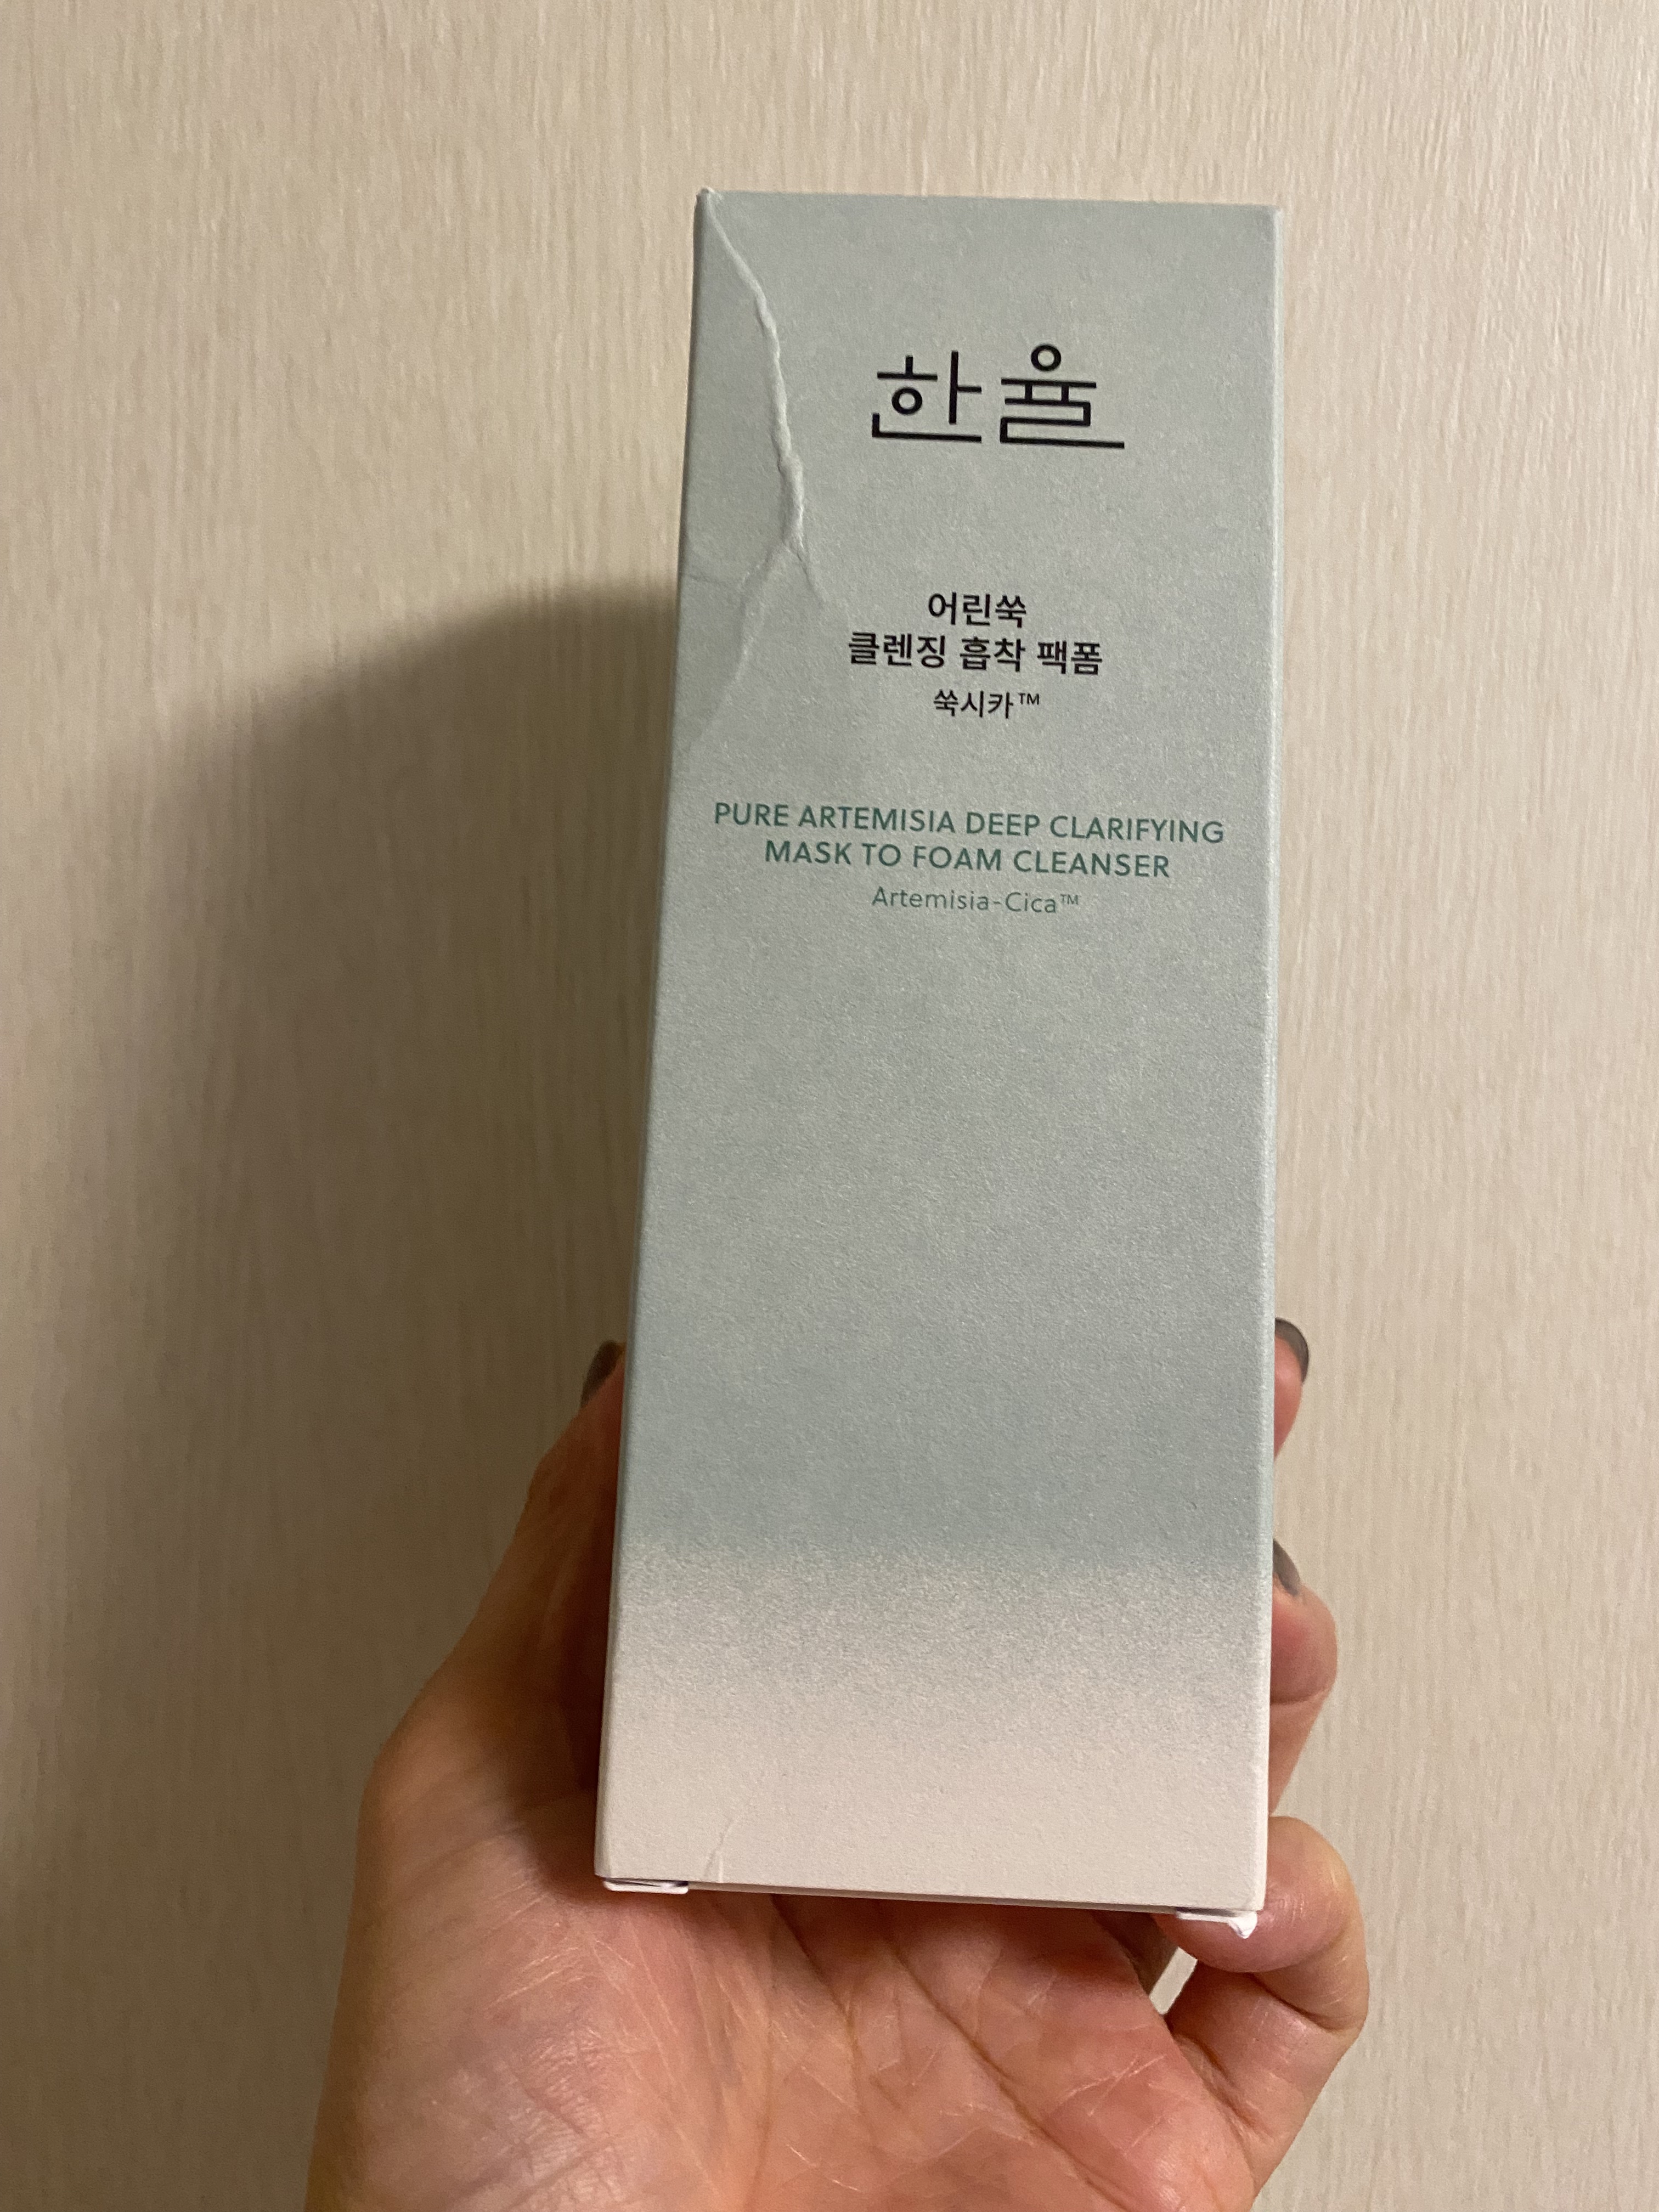 한율
어린쑥
클렌징 흡착 팩폼
쑥시카™
PURE ARTEMISIA DEEP CLARIFYING
MASK TO FOAM CLEANSER
Artemisia-Cica™